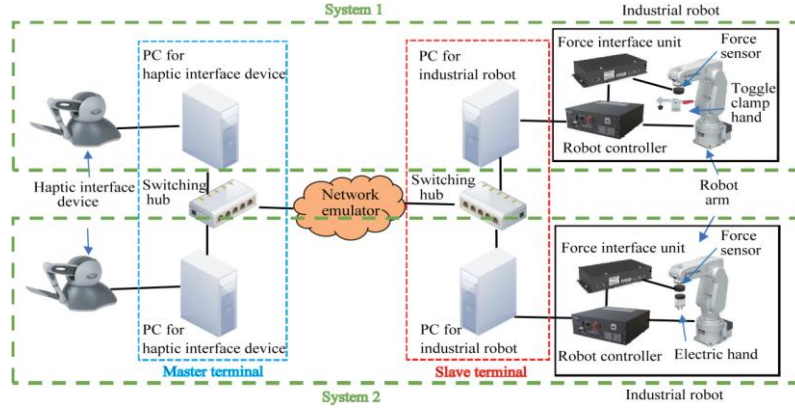 System 1
Industrial robot
PC for
haptic interface device
PC for
industrial robot
Force interface unit
Force
sensor
Toggle
clamp
hand
Robot controller
Haptic interface
device
Switching
hub
Network
emulator
Switching
hub
Robot
arm
Force interface unit
Force
sensor
PC for
haptic interface device
PC for
industrial robot
Robot controller
Electric hand
Master terminal
Slave terminal
System 2
Industrial robot